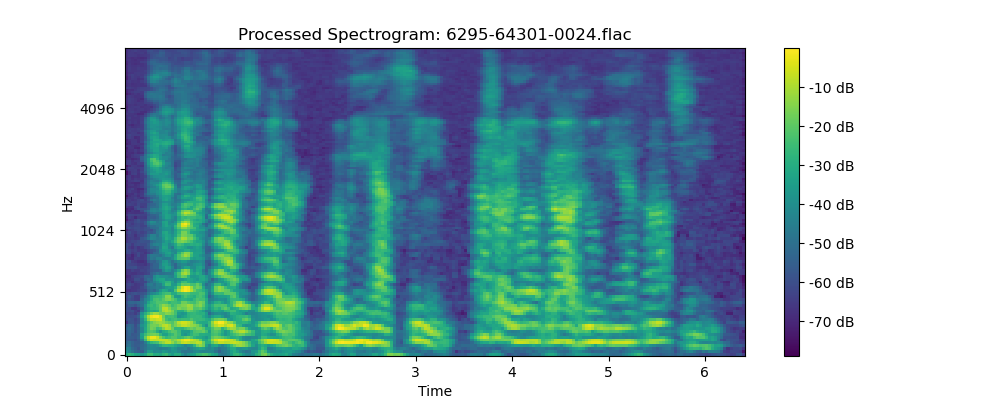 Processed Spectrogram: 6295-64301-0024.flac
Hz
4096
2048
1024
512
0
0 1 2 3 4 5 6
Time
-10 dB
-20 dB
-30 dB
-40 dB
-50 dB
-60 dB
-70 dB